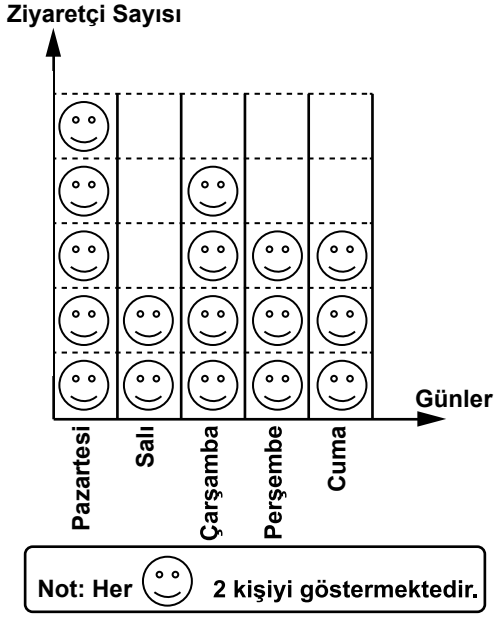 Ziyaretçi Sayısı
Günler
Pazartesi
Salı
Çarşamba
Perşembe
Cuma
Not: Her 2 kişiyi göstermektedir.